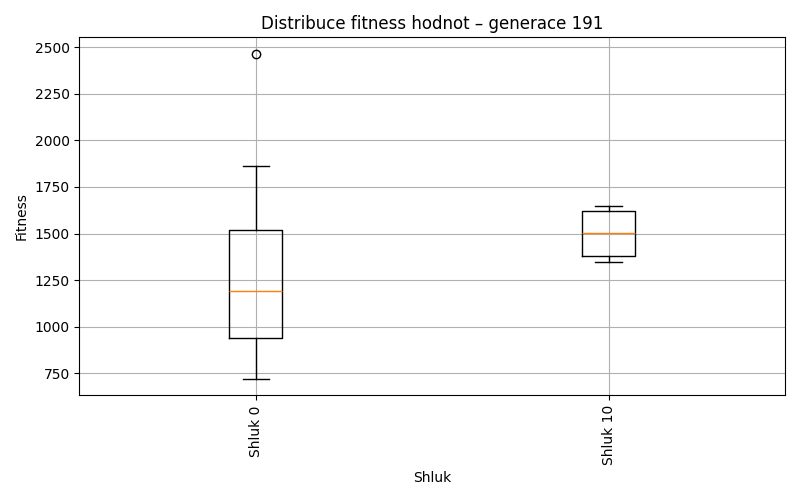 Distribuce fitness hodnot – generace 191
Fitness
2500
2250
2000
1750
1500
1250
1000
750
Shluk 0
Shluk 10
Shluk